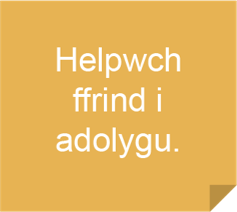 Helpwch
ffrind i
adolygu.